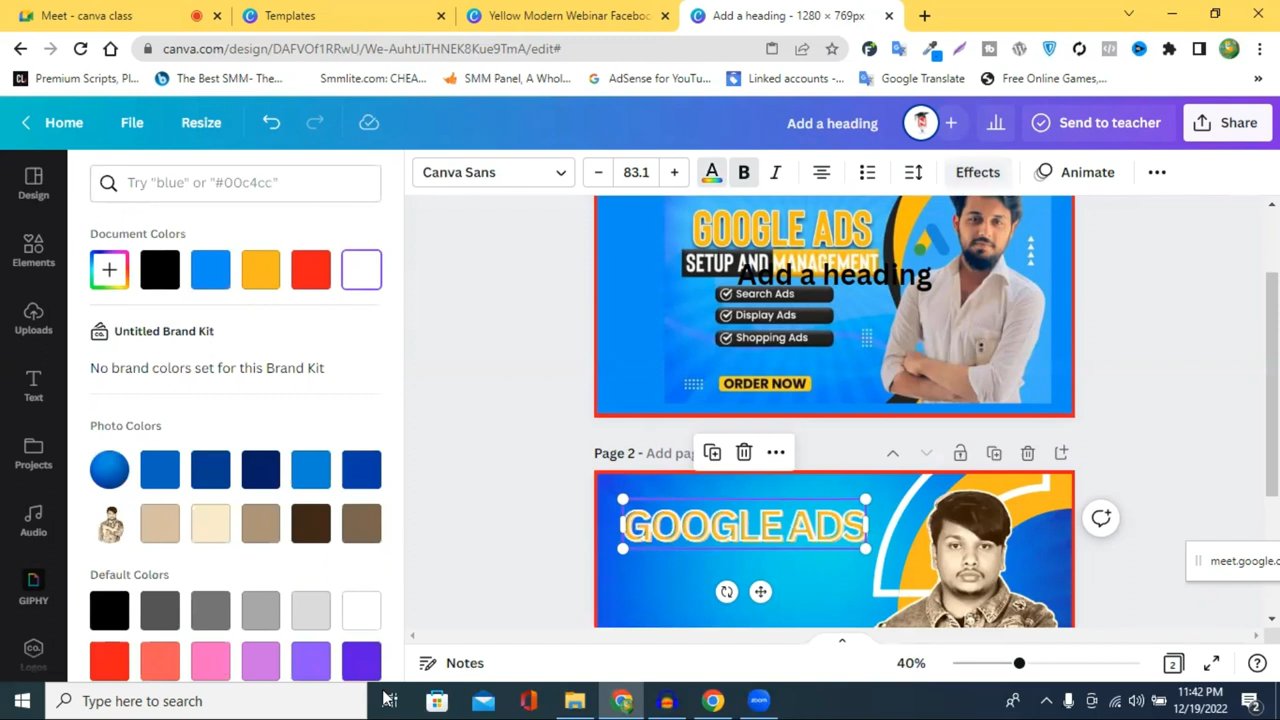 Meet - canva class
Templates
Yellow Modern Webinar Facebo
Add a heading - 1280 × 769px
canva.com/design/DAFVOf1RRwU/We-AuhtJiTHNEK8Kue9TmA/edit#
Premium Scripts, Pl...
The Best SMM- The...
Smmlite.com: CHEA...
SMM Panel, A Whol...
AdSense for YouTu...
Linked accounts -...
Google Translate
Free Online Games,...
Home
File
Resize
Add a heading
Send to teacher
Share
Canva Sans
83.1
A
B
I
Effects
Animate
Design
Elements
Uploads
Text
Projects
Audio
GIPHY
Logos
Try "blue" or "#00c4cc"
Document Colors
Untitled Brand Kit
No brand colors set for this Brand Kit
Photo Colors
Default Colors
GOOGLE ADS
SETUP AND MANAGEMENT
Add a heading
Search Ads
Display Ads
Shopping Ads
ORDER NOW
Page 2 - Add pag
GOOGLE ADS
meet.google.c
Notes
40%
2
Type here to search
zoom
11:42 PM
12/19/2022
2